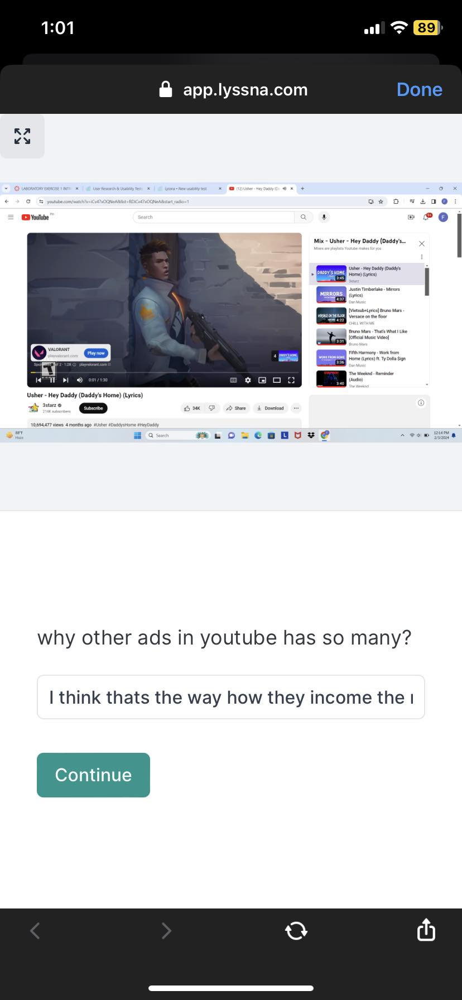 1:01
89
app.lyssna.com
Done
LABORATORY EXERCISE 1 INT
User Research & Usability Test
Lyssna - New usability test
(12) Usher - Hey Daddy (D
youtube.com/watch?v=iCv47xOQNeA&list=RDiCv47xOQNeA&start_radio=1
YouTube PH
Search
9+
F
Mix - Usher - Hey Daddy (Daddy's...
Mixes are playlists Youtube makes for you
DADDY'S HOME
3:45
Usher - Hey Daddy (Daddy's
Home) (Lyrics)
3starz
MIRRORS
4:37
Justin Timberlake - Mirrors
(Lyrics)
Dan Music
VERSACE ON THE FLOOR
4:22
[Vietsub+Lyrics] Bruno Mars -
Versace on the floor
CHILL WITH ME
3:31
Bruno Mars - That's What I Like
[Official Music Video]
Bruno Mars
WORK FROM HOME
3:36
Fifth Harmony - Work from
Home (Lyrics) ft. Ty Dolla $ign
Dan Music
3:40
The Weeknd - Reminder
(Audio)
The Weeknd
VALORANT
playvalorant.com
Play now
4
DADDY'S HOME
Sponsored 1 of 2 · 1:28
playvalorant.com
T
0:01 / 1:30
CC
Usher - Hey Daddy (Daddy's Home) (Lyrics)
3starz
214K subscribers
Subscribe
34K
Share
Download
10,694,477 views 4 months ago #Usher #DaddysHome #HeyDaddy
88°F
Haze
Search
L
12:14 PM
2/3/2024
why other ads in youtube has so many?
I think thats the way how they income the
Continue